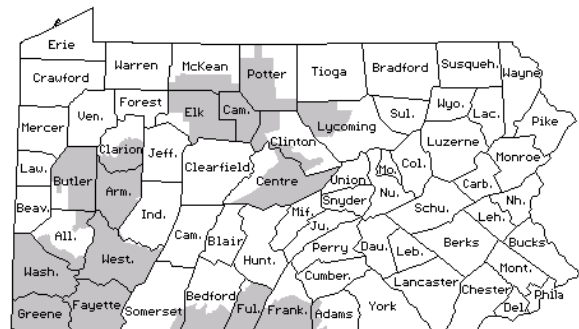 Erie
Warren
McKean
Potter
Tioga
Bradford
Susqueh.
Wayne
Crawford
Forest
Elk
Cam.
Wyo.
Lac.
Pike
Mercer
Ven.
Clinton
Lycoming
Sul.
Luzerne
Monroe
Law.
Clarion
Jeff.
Clearfield
Centre
Union
Mo.
Col.
Carb.
Butler
Arm.
Snyder
Nu.
Nh.
Beav.
Ind.
Mif.
Schu.
Leh.
All.
Cam.
Blair
Ju.
Perry
Dau.
Leb.
Berks
Bucks
West.
Hunt.
Wash.
Cumber.
Mont.
Lancaster
Chester
Phila
Greene
Fayette
Somerset
Bedford
Ful.
Frank.
Adams
York
Del.